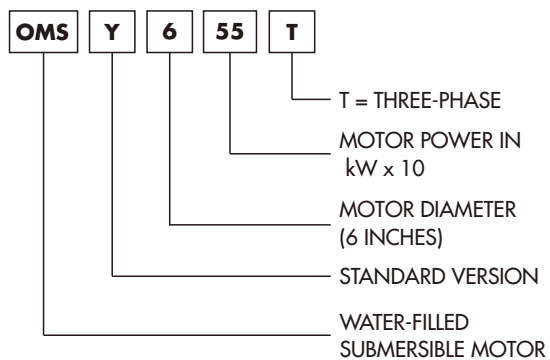 OMS Y 6 55 T
T = THREE-PHASE
MOTOR POWER IN
kW x 10
MOTOR DIAMETER
(6 INCHES)
STANDARD VERSION
WATER-FILLED
SUBMERSIBLE MOTOR